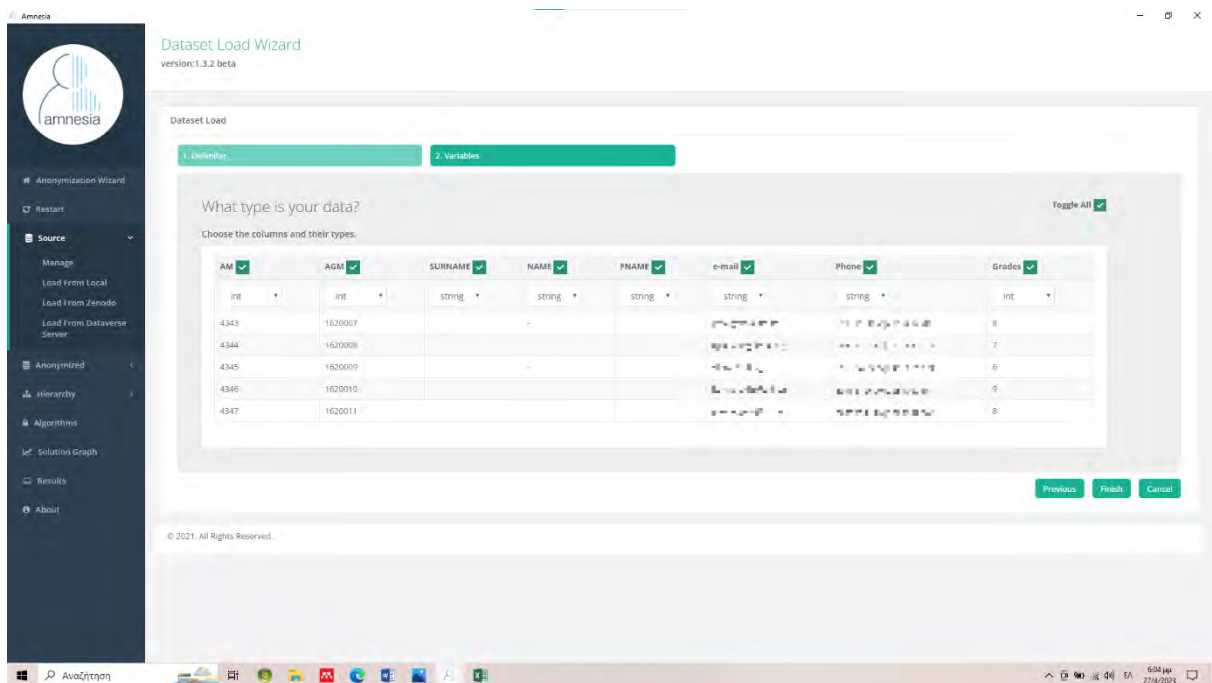 Amnesia
Dataset Load Wizard
version:1.3.2 beta
amnesia
Dataset Load
1. Delimiter
2. Variables
Anonymization Wizard
Restart
Source
Manage
Load From Local
Load From Zenodo
Load From Dataverse
Server
Anonymized
Hierarchy
Algorithms
Solution Graph
Results
About
What type is your data?
Toggle All
Choose the columns and their types.
AM AGM SURNAME NAME PNAME e-mail Phone Grades
int int string string string string string int
4343 1620007 - 8
4344 1620008 7
4345 1620009 - 6
4346 1620010 9
4347 1620011 8
Previous Finish Cancel
© 2021. All Rights Reserved.
Αναζήτηση
ΕΛ
6:04 μμ
27/4/2023